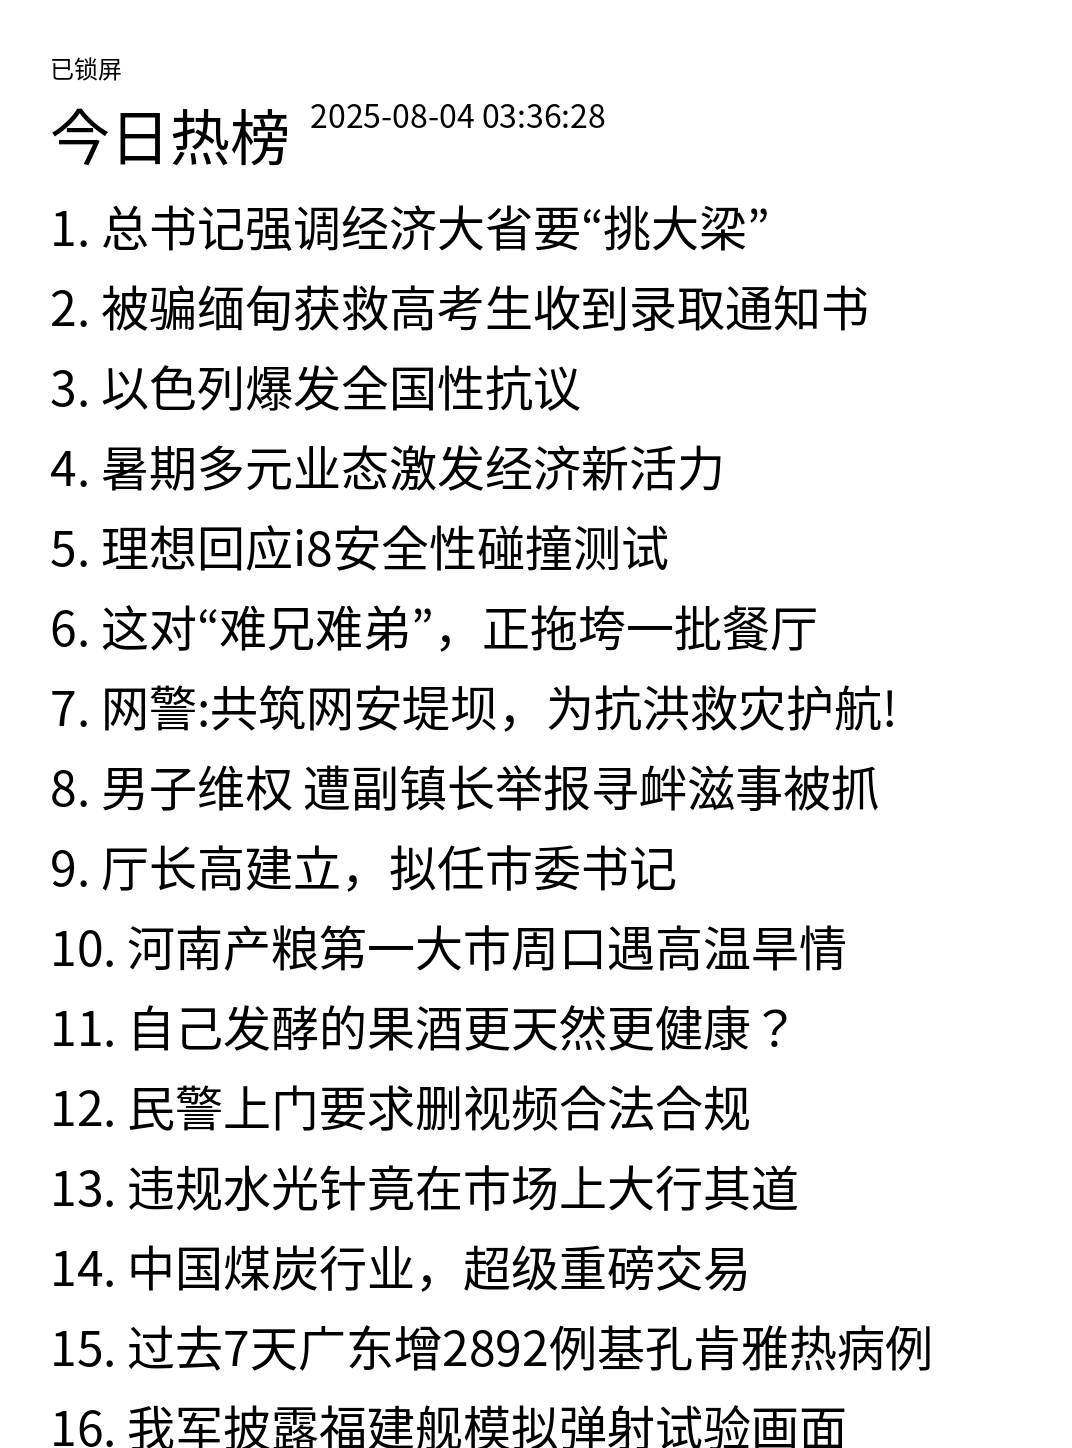 已锁屏
今日热榜 2025-08-04 03:36:28
1. 总书记强调经济大省要“挑大梁”
2. 被骗缅甸获救高考生收到录取通知书
3. 以色列爆发全国性抗议
4. 暑期多元业态激发经济新活力
5. 理想回应i8安全性碰撞测试
6. 这对“难兄难弟”，正拖垮一批餐厅
7. 网警:共筑网安堤坝，为抗洪救灾护航!
8. 男子维权 遭副镇长举报寻衅滋事被抓
9. 厅长高建立，拟任市委书记
10. 河南产粮第一大市周口遇高温旱情
11. 自己发酵的果酒更天然更健康？
12. 民警上门要求删视频合法合规
13. 违规水光针竟在市场上大行其道
14. 中国煤炭行业，超级重磅交易
15. 过去7天广东增2892例基孔肯雅热病例
16. 我军披露福建舰模拟弹射试验画面